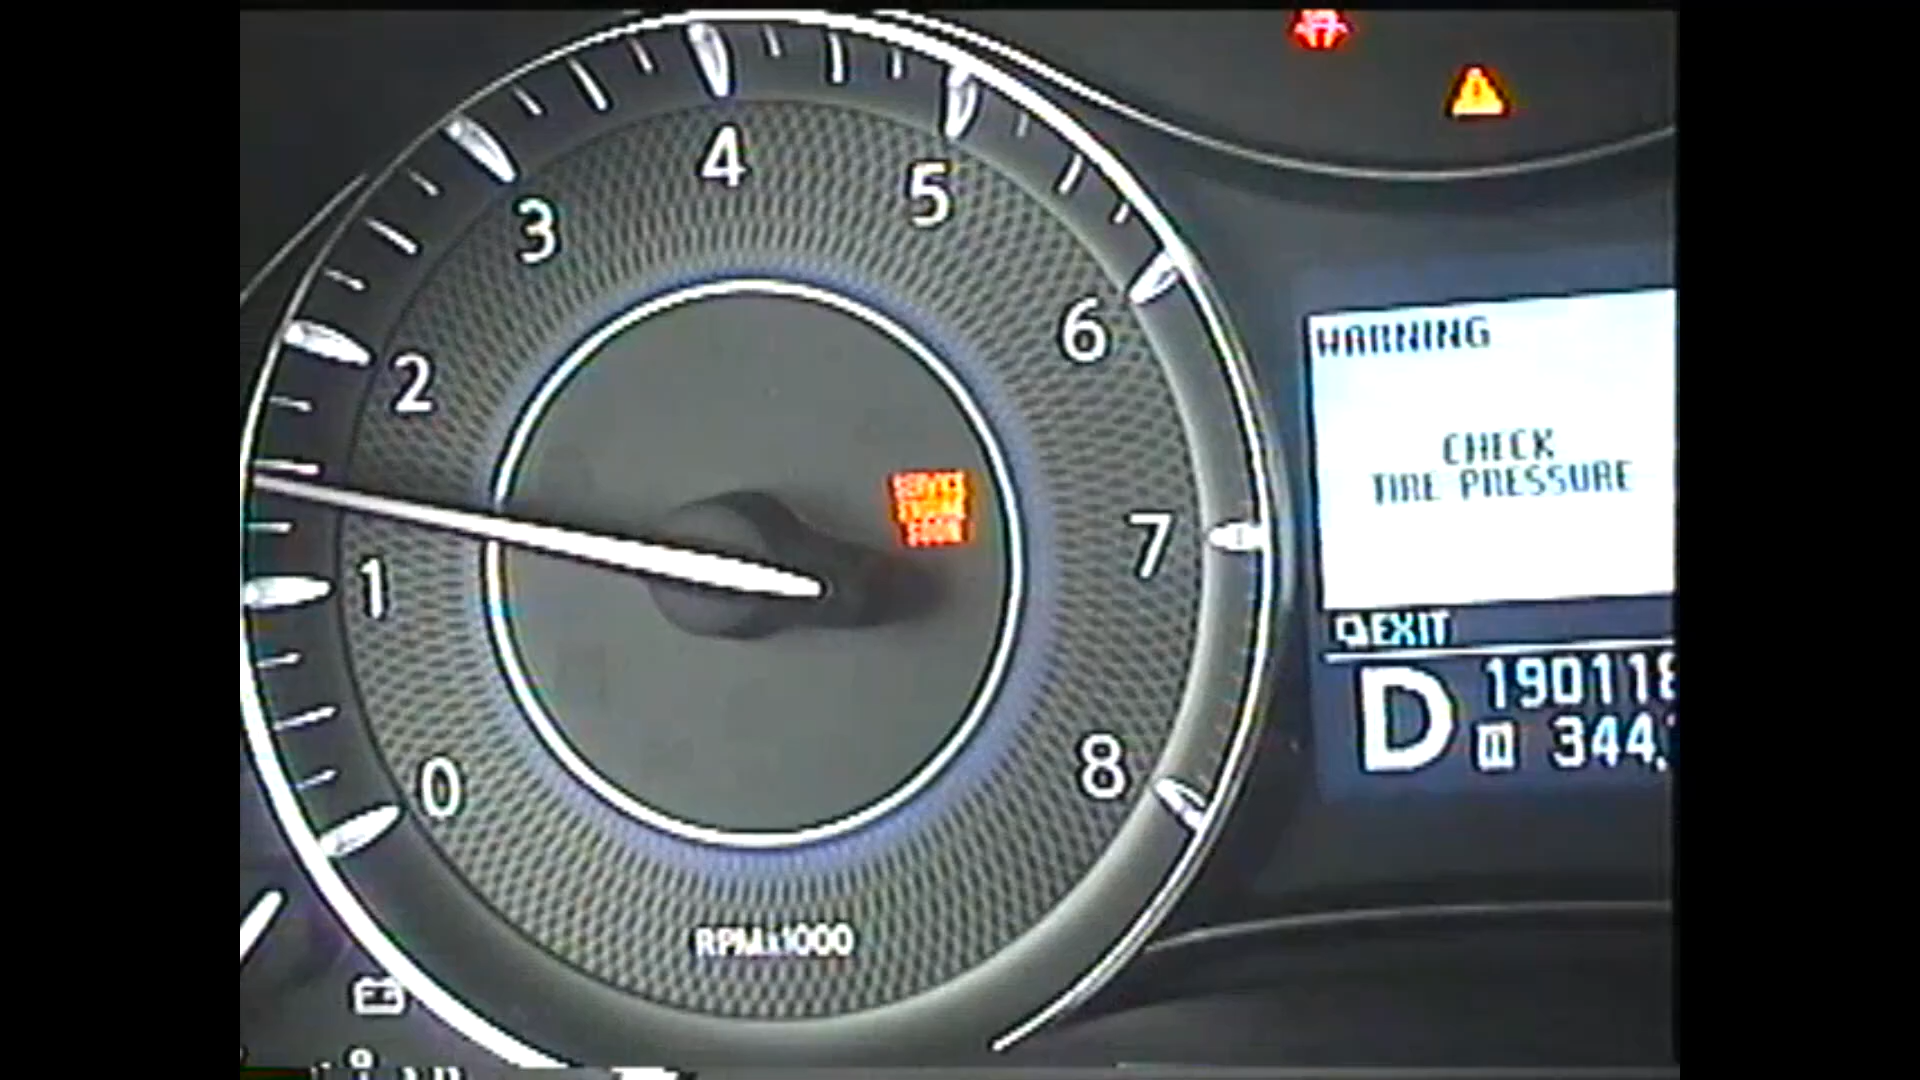 4
5
3
6
2
WARNING
CHECK
TIRE PRESSURE
SERVICE
ENGINE
SOON
7
1
EXIT
D 190118
344.
8
0
RPMx1000